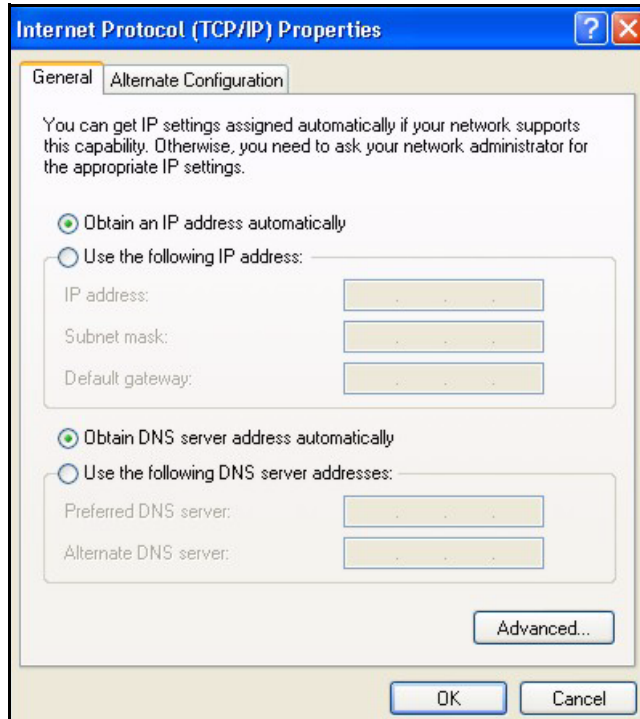 Internet Protocol (TCP/IP) Properties
General
Alternate Configuration
You can get IP settings assigned automatically if your network supports
this capability. Otherwise, you need to ask your network administrator for
the appropriate IP settings.
Obtain an IP address automatically
Use the following IP address:
IP address:
Subnet mask:
Default gateway:
Obtain DNS server address automatically
Use the following DNS server addresses:
Preferred DNS server:
Alternate DNS server:
Advanced...
OK
Cancel